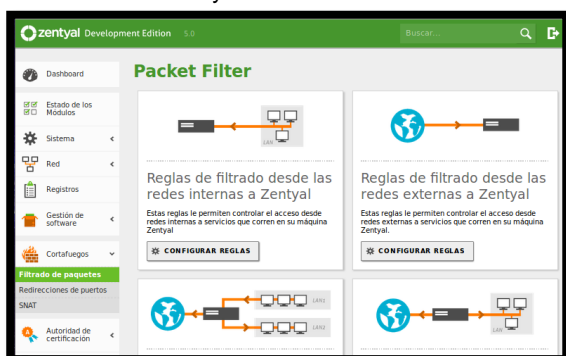 zentyal Development Edition 5.0
Buscar...
Dashboard
Estado de los
Módulos
Sistema
Red
Registros
Gestión de
software
Cortafuegos
Filtrado de paquetes
Redirecciones de puertos
SNAT
Autoridad de
certificación
Packet Filter
LAN
Reglas de filtrado desde las
redes internas a Zentyal
Estas reglas le permiten controlar el acceso desde
redes internas a servicios que corren en su máquina
Zentyal
CONFIGURAR REGLAS
Reglas de filtrado desde las
redes externas a Zentyal
Estas reglas le permiten controlar el acceso desde
redes externas a servicios que corren en su máquina
Zentyal.
CONFIGURAR REGLAS
LAN1
LAN2
LAN